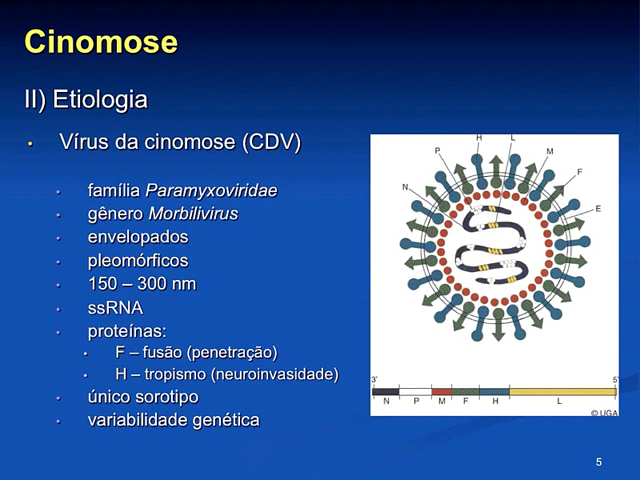 Cinomose
II) Etiologia
• Vírus da cinomose (CDV)
• família Paramyxoviridae
• gênero Morbilivirus
• envelopados
• pleomórficos
• 150 – 300 nm
• ssRNA
• proteínas:
• F – fusão (penetração)
• H – tropismo (neuroinvasidade)
• único sorotipo
• variabilidade genética
H L
P M
F
N
E
3' 5'
N P M F H L
© UGA
5